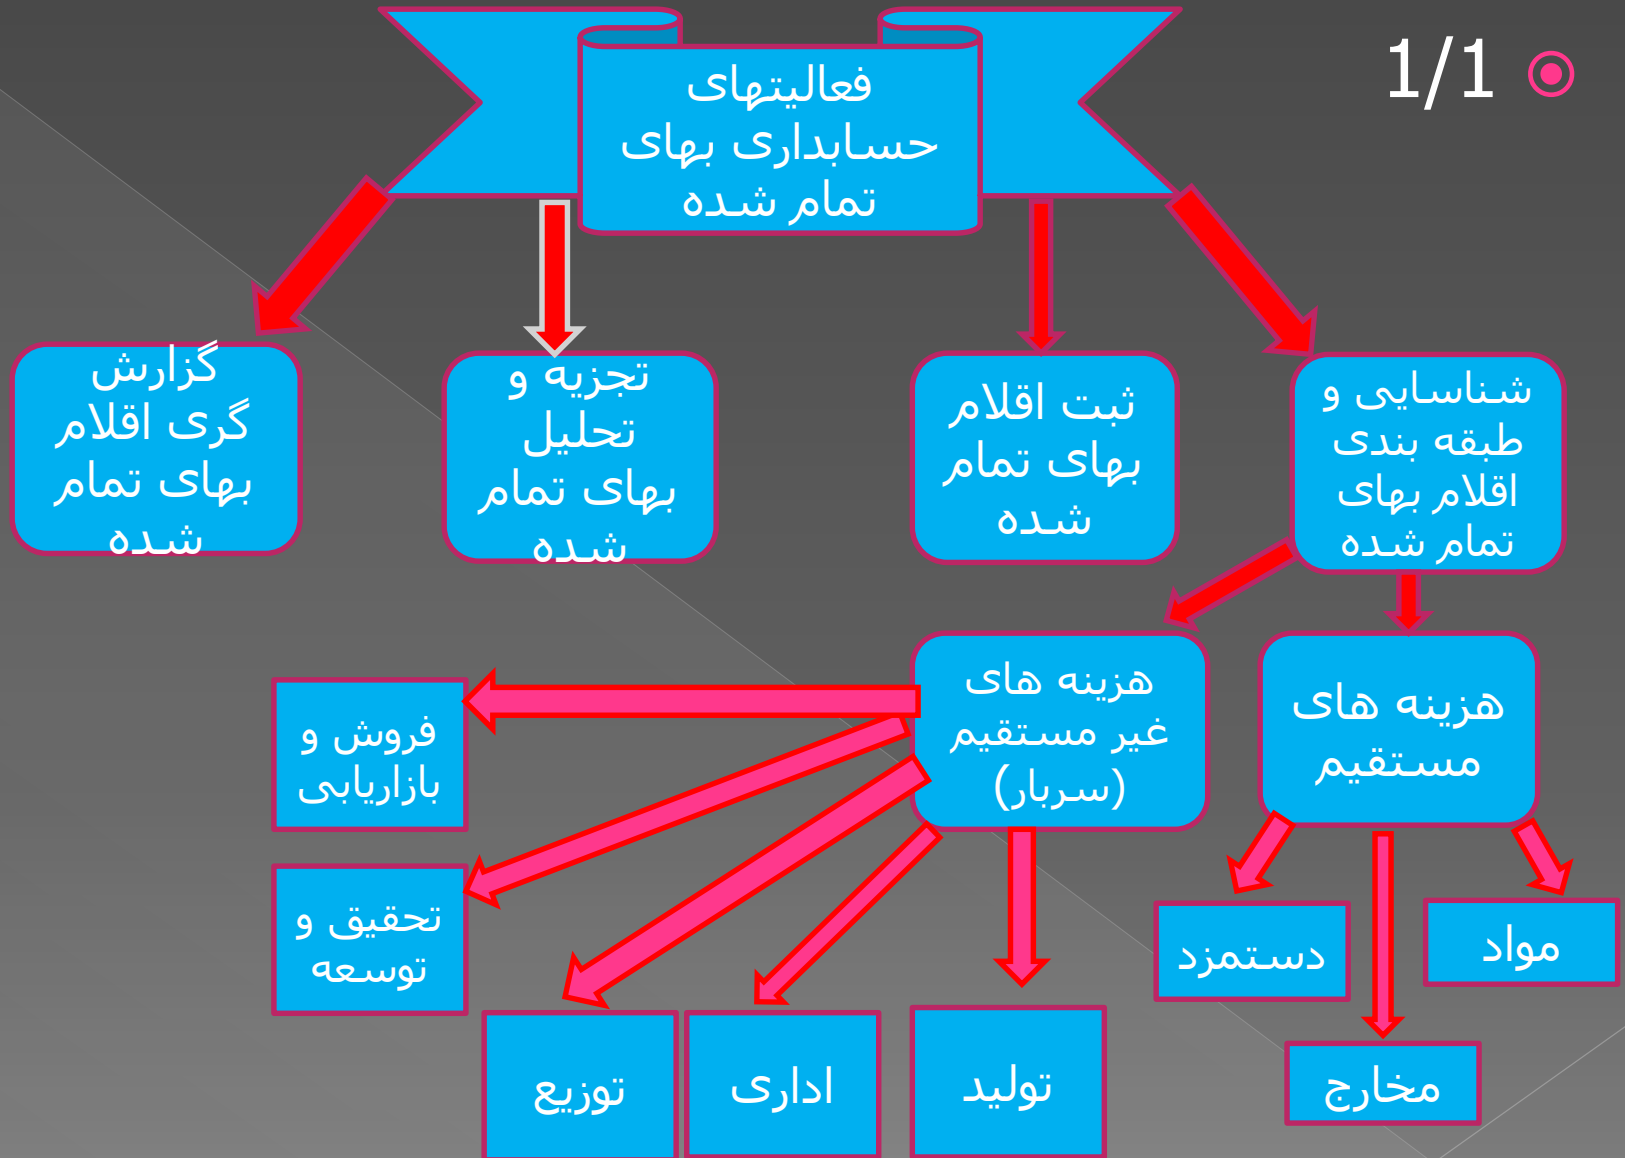 1/1
فعالیتهای
حسابداری بهای
تمام شده
شناسایی و
طبقه بندی
اقلام بهای
تمام شده
ثبت اقلام
بهای تمام
شده
تجزیه و
تحلیل
بهای تمام
شده
گزارش
گری اقلام
بهای تمام
شده
هزینه های
مستقیم
هزینه های
غیر مستقیم
(سربار)
فروش و
بازاریابی
تحقیق و
توسعه
مواد
دستمزد
مخارج
تولید
اداری
توزیع